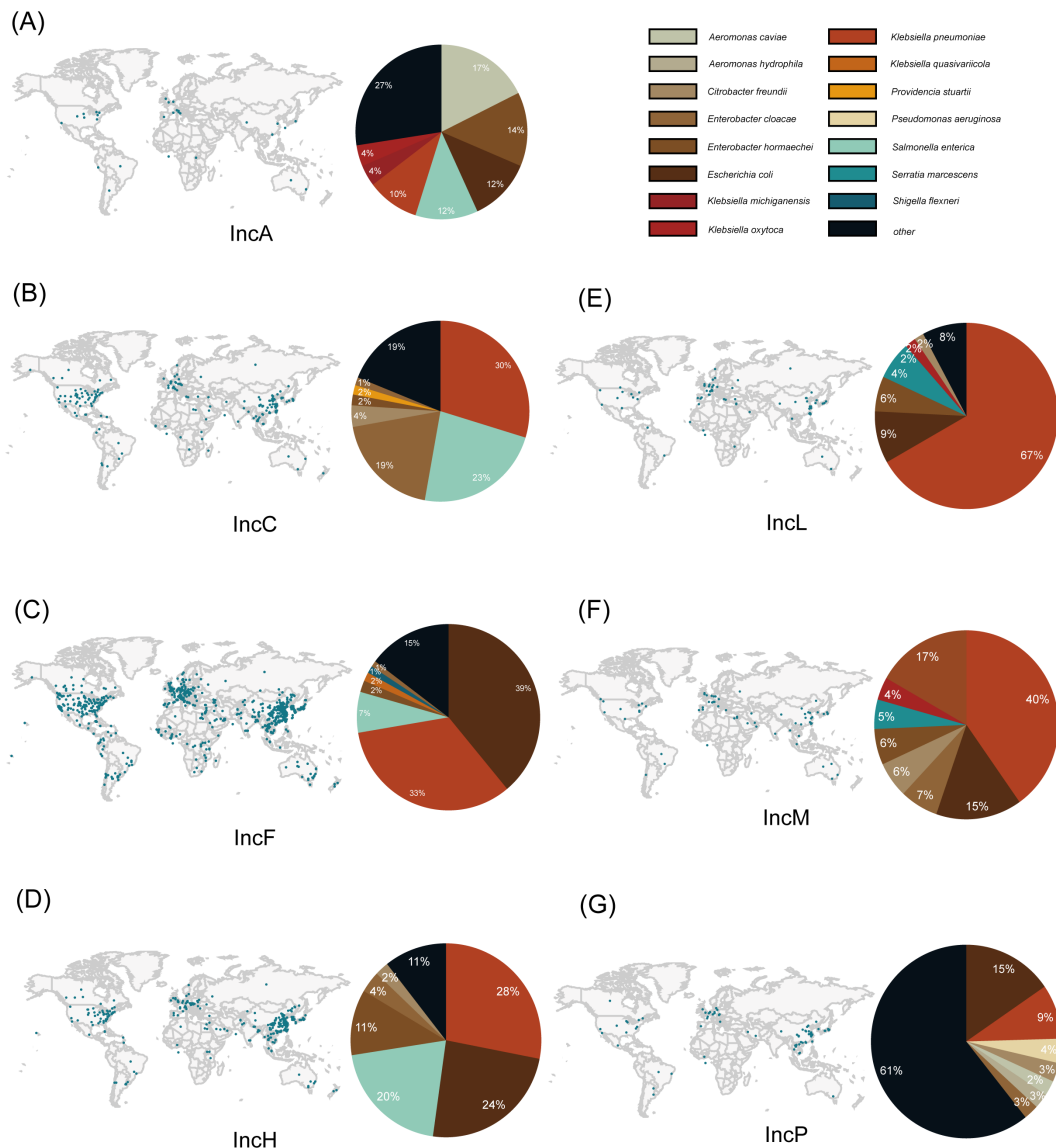 (A)
17%
14%
12%
12%
10%
4%
4%
27%
IncA
Aeromonas caviae
Aeromonas hydrophila
Citrobacter freundii
Enterobacter cloacae
Enterobacter hormaechei
Escherichia coli
Klebsiella michiganensis
Klebsiella oxytoca
Klebsiella pneumoniae
Klebsiella quasivariicola
Providencia stuartii
Pseudomonas aeruginosa
Salmonella enterica
Serratia marcescens
Shigella flexneri
other
(B)
30%
23%
19%
4%
2%
2%
1%
19%
IncC
(C)
39%
33%
7%
2%
2%
1%
1%
15%
IncF
(D)
28%
24%
20%
11%
4%
2%
11%
IncH
(E)
67%
9%
6%
4%
2%
2%
2%
8%
IncL
(F)
40%
15%
7%
6%
6%
5%
4%
17%
IncM
(G)
15%
9%
4%
3%
2%
3%
3%
61%
IncP